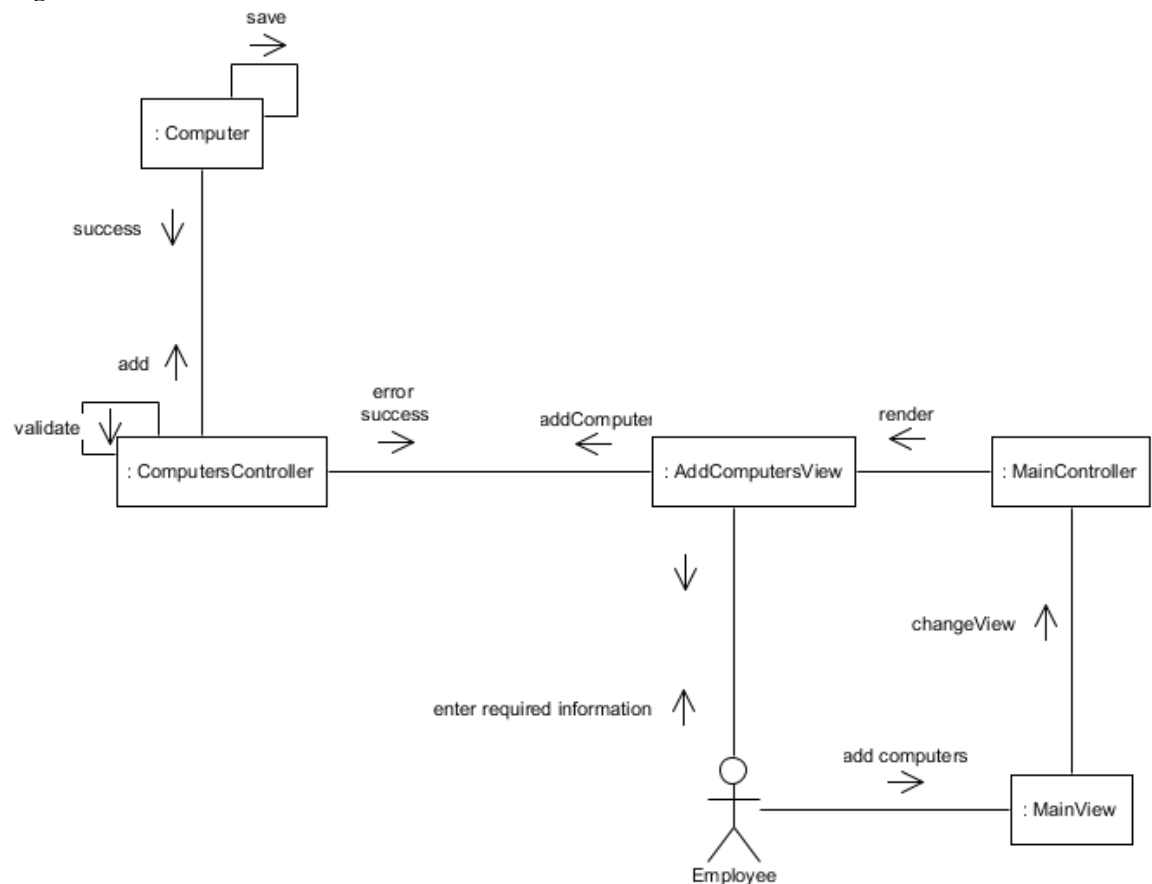 save
: Computer
success
add
validate
error
success
addComputer
render
: ComputersController
: AddComputersView
: MainController
changeView
enter required information
add computers
: MainView
Employee